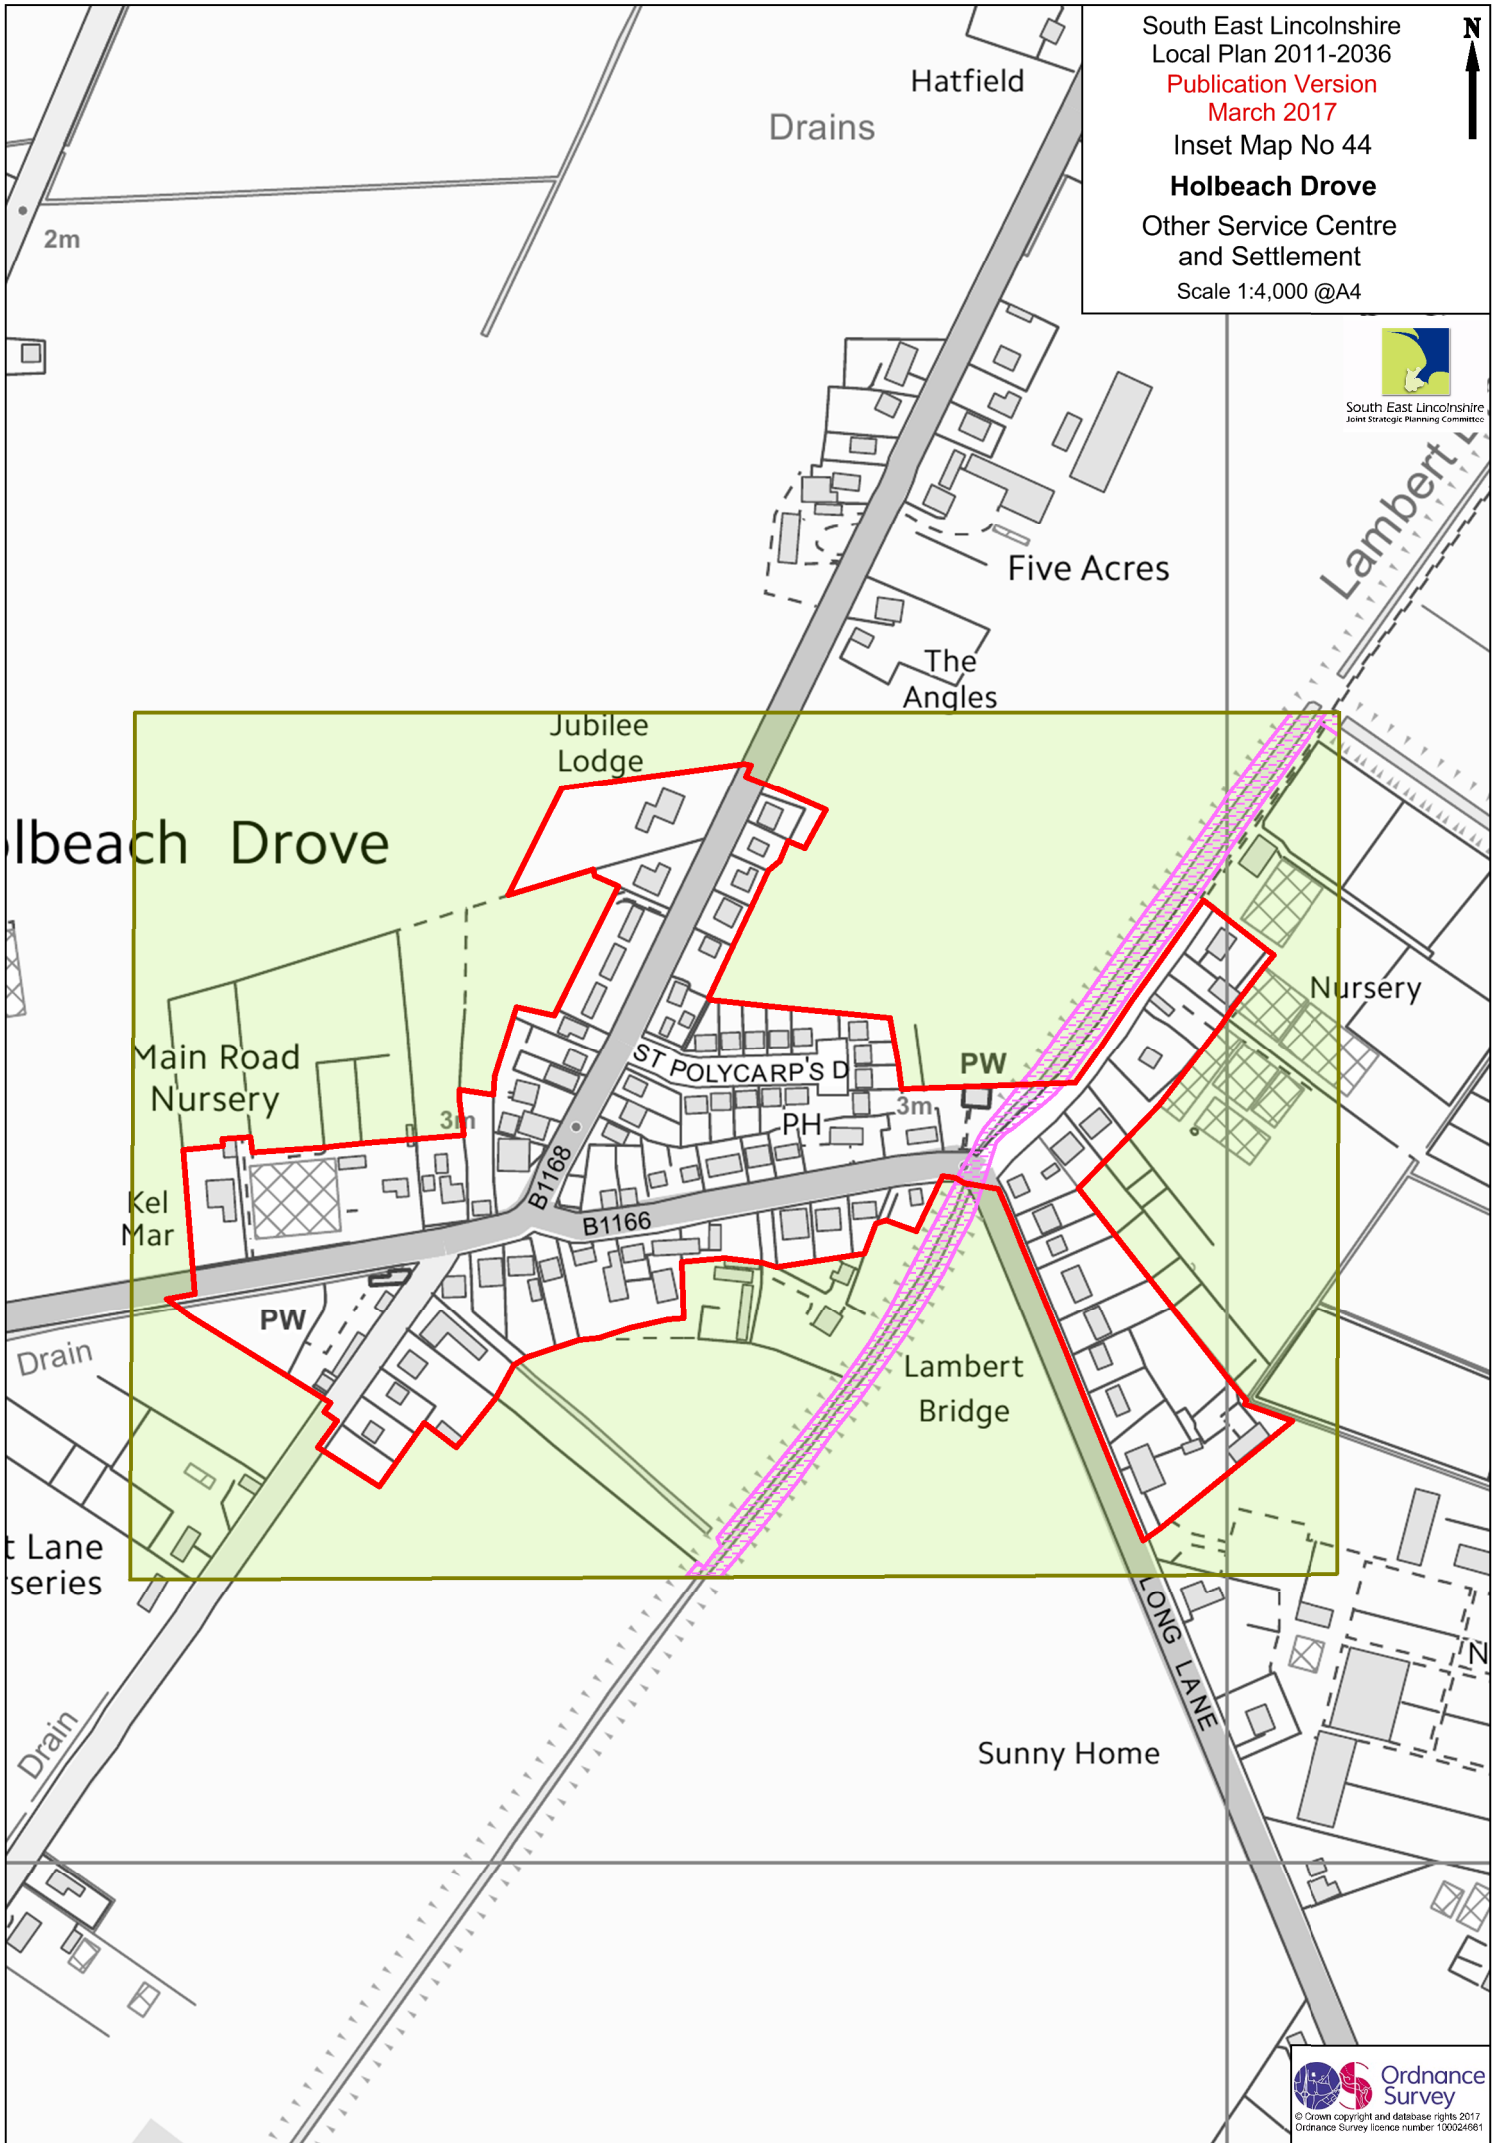 South East Lincolnshire
Local Plan 2011-2036
Publication Version
March 2017
Inset Map No 44
Holbeach Drove
Other Service Centre
and Settlement
Scale 1:4,000 @A4
N
South East Lincolnshire
Joint Strategic Planning Committee
Hatfield
Drains
2m
Lambert
Five Acres
The
Angles
Jubilee
Lodge
olbeach Drove
Nursery
Main Road
Nursery
3m
ST POLYCARP'S D
PW
3m
PH
B1168
B1166
Kel
Mar
PW
Drain
Lambert
Bridge
t Lane
rseries
LONG LANE
N
Drain
Sunny Home
Ordnance
Survey
© Crown copyright and database rights 2017
Ordnance Survey licence number 100024661